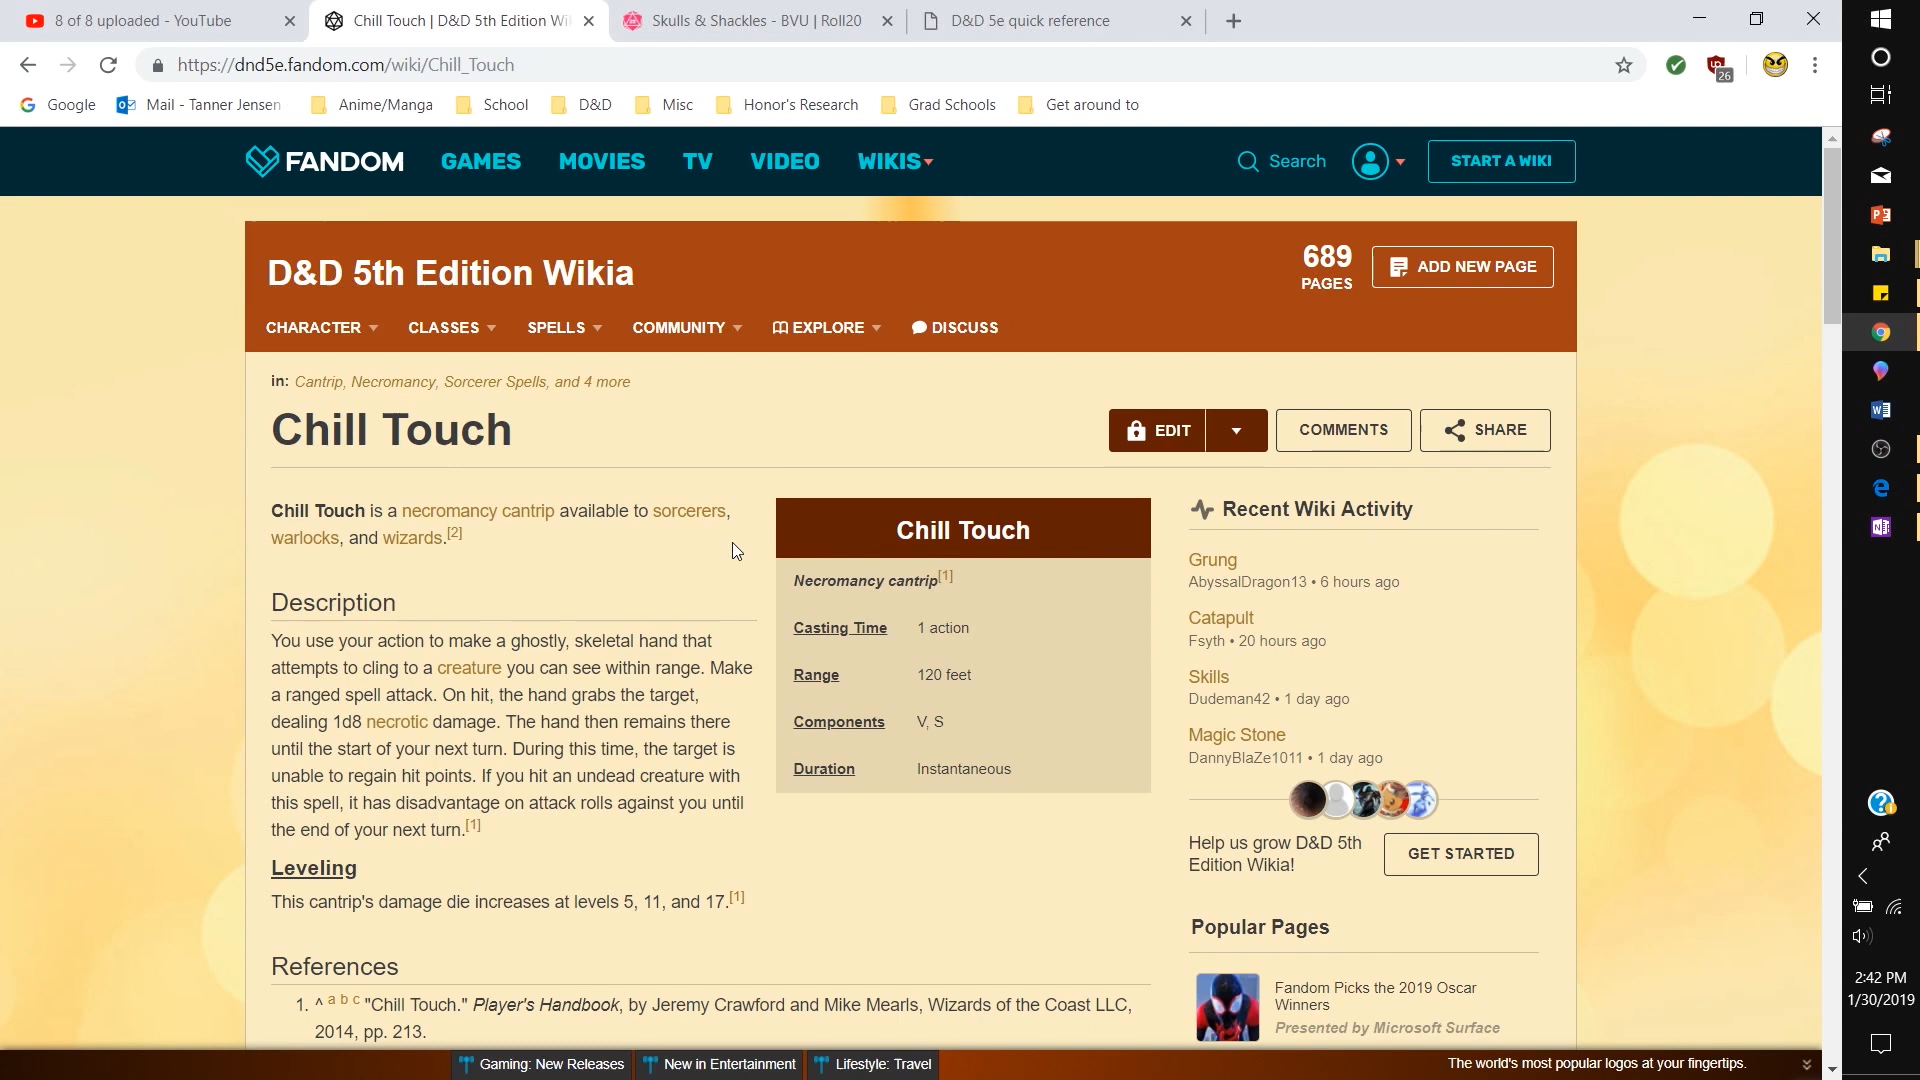 8 of 8 uploaded - YouTube
Chill Touch | D&D 5th Edition Wi
Skulls & Shackles - BVU | Roll20
D&D 5e quick reference
https://dnd5e.fandom.com/wiki/Chill_Touch
26
Google
Mail - Tanner Jensen
Anime/Manga
School
D&D
Misc
Honor's Research
Grad Schools
Get around to
FANDOM
GAMES
MOVIES
TV
VIDEO
WIKIS
Search
START A WIKI
D&D 5th Edition Wikia
689
PAGES
ADD NEW PAGE
CHARACTER
CLASSES
SPELLS
COMMUNITY
EXPLORE
DISCUSS
in: Cantrip, Necromancy, Sorcerer Spells, and 4 more
Chill Touch
EDIT
COMMENTS
SHARE
Chill Touch is a necromancy cantrip available to sorcerers,
warlocks, and wizards.[2]
Description
You use your action to make a ghostly, skeletal hand that
attempts to cling to a creature you can see within range. Make
a ranged spell attack. On hit, the hand grabs the target,
dealing 1d8 necrotic damage. The hand then remains there
until the start of your next turn. During this time, the target is
unable to regain hit points. If you hit an undead creature with
this spell, it has disadvantage on attack rolls against you until
the end of your next turn.[1]
Leveling
This cantrip's damage die increases at levels 5, 11, and 17.[1]
References
1. ^ a b c "Chill Touch." Player's Handbook, by Jeremy Crawford and Mike Mearls, Wizards of the Coast LLC,
2014, pp. 213.
Chill Touch
Necromancy cantrip[1]
Casting Time 1 action
Range 120 feet
Components V, S
Duration Instantaneous
Recent Wiki Activity
Grung
AbyssalDragon13 • 6 hours ago
Catapult
Fsyth • 20 hours ago
Skills
Dudeman42 • 1 day ago
Magic Stone
DannyBlaZe1011 • 1 day ago
Help us grow D&D 5th
Edition Wikia!
GET STARTED
Popular Pages
Fandom Picks the 2019 Oscar
Winners
Presented by Microsoft Surface
Gaming: New Releases
New in Entertainment
Lifestyle: Travel
The world's most popular logos at your fingertips.
2:42 PM
1/30/2019